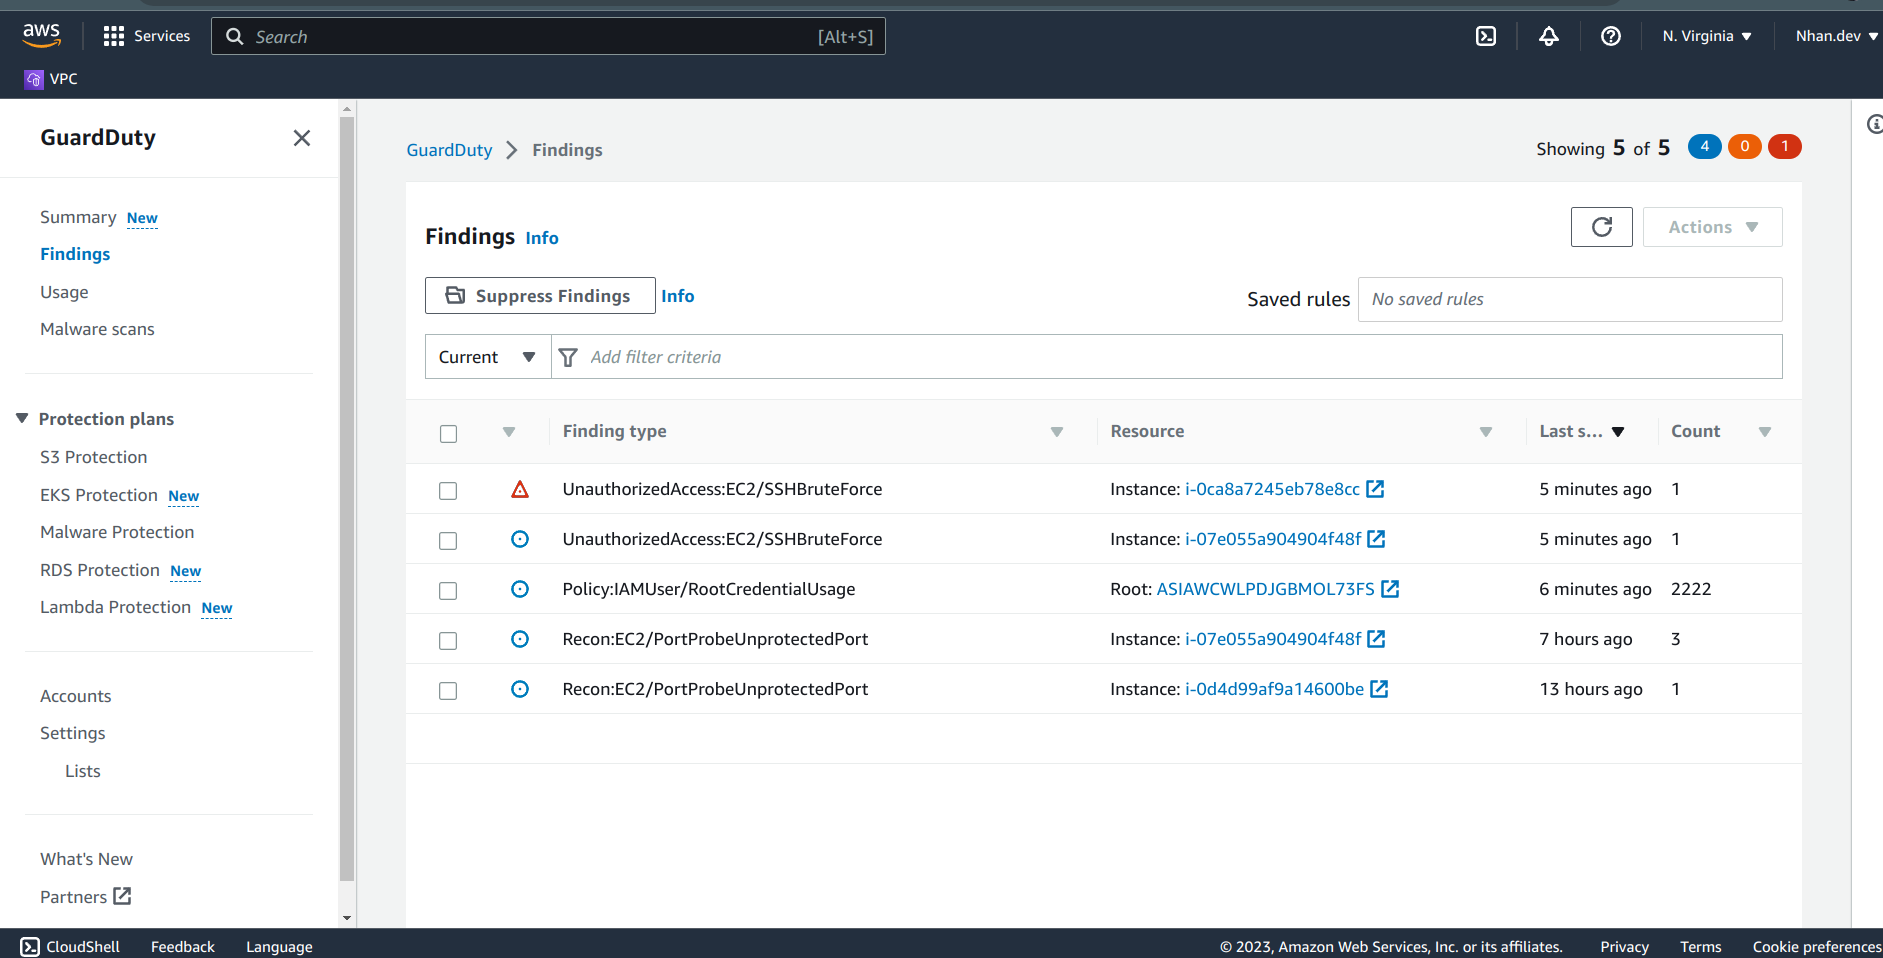 aws
Services
Search [Alt+S]
N. Virginia
Nhan.dev
VPC
GuardDuty
Summary New
Findings
Usage
Malware scans
Protection plans
S3 Protection
EKS Protection New
Malware Protection
RDS Protection New
Lambda Protection New
Accounts
Settings
Lists
What's New
Partners
GuardDuty Findings
Showing 5 of 5 4 0 1
Findings Info
Actions
Suppress Findings Info
Saved rules No saved rules
Current Add filter criteria
Finding type Resource Last s... Count
UnauthorizedAccess:EC2/SSHBruteForce Instance: i-0ca8a7245eb78e8cc 5 minutes ago 1
UnauthorizedAccess:EC2/SSHBruteForce Instance: i-07e055a904904f48f 5 minutes ago 1
Policy:IAMUser/RootCredentialUsage Root: ASIAWCWLPDJGBMOL73FS 6 minutes ago 2222
Recon:EC2/PortProbeUnprotectedPort Instance: i-07e055a904904f48f 7 hours ago 3
Recon:EC2/PortProbeUnprotectedPort Instance: i-0d4d99af9a14600be 13 hours ago 1
CloudShell Feedback Language © 2023, Amazon Web Services, Inc. or its affiliates. Privacy Terms Cookie preferences